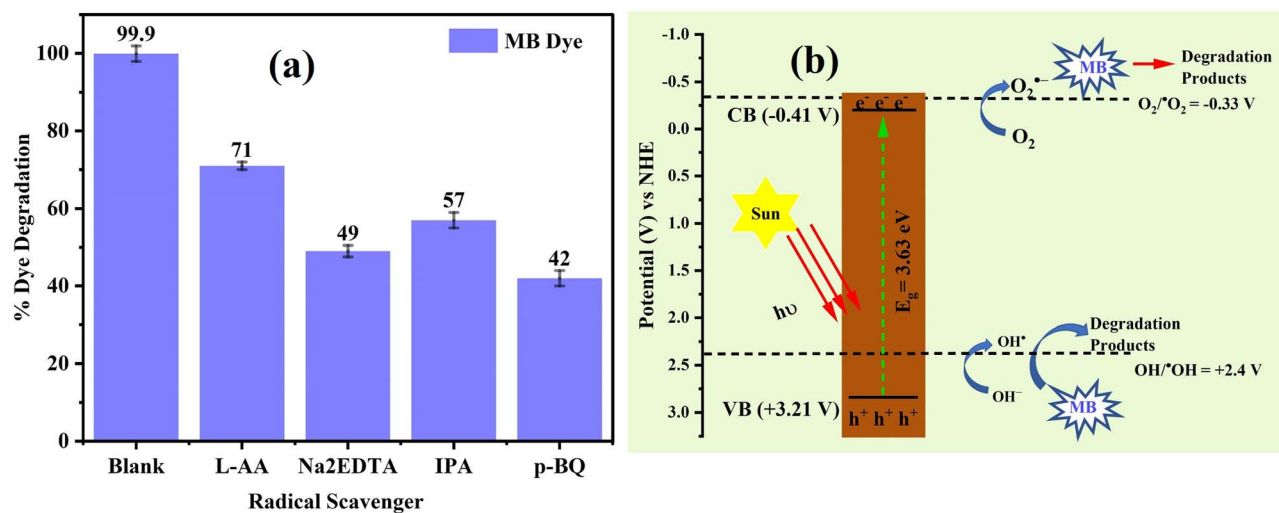 (a)
MB Dye
% Dye Degradation
100
80
60
40
20
0
99.9
71
49
57
42
Blank
L-AA
Na2EDTA
IPA
p-BQ
Radical Scavenger
(b)
Potential (V) vs NHE
-1.0
-0.5
0.0
0.5
1.0
1.5
2.0
2.5
3.0
CB (-0.41 V)
e⁻ e⁻ e⁻
Sun
hυ
E_g = 3.63 eV
VB (+3.21 V)
h⁺ h⁺ h⁺
O₂•−
O₂
MB
Degradation
Products
O₂/•O₂ = -0.33 V
OH•
OH⁻
Degradation
Products
OH/•OH = +2.4 V
MB